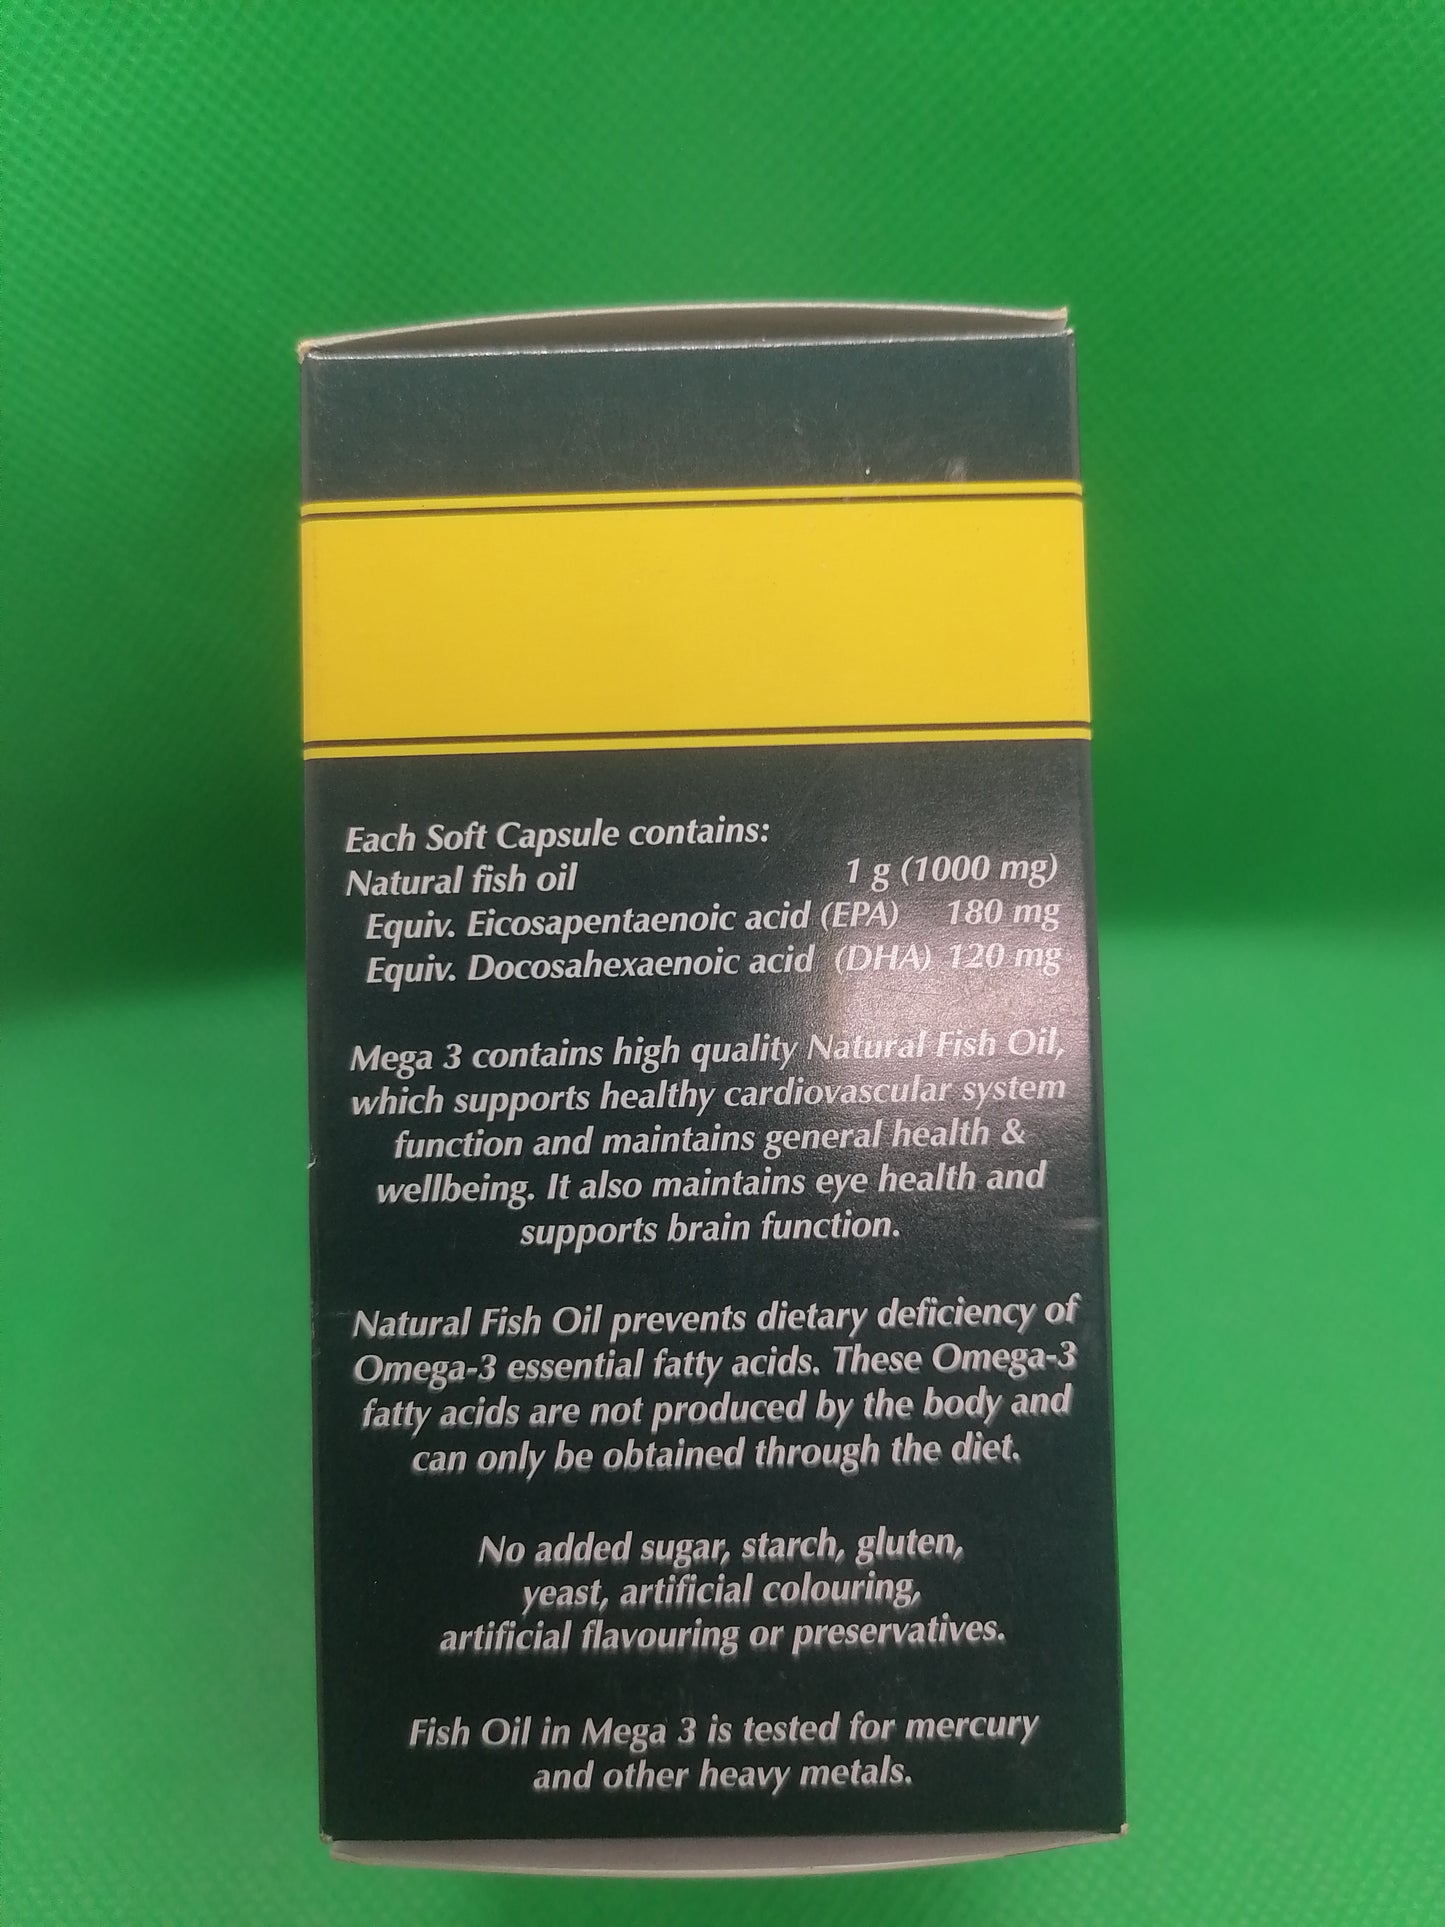 Each Soft Capsule contains:
Natural fish oil 1 g (1000 mg)
Equiv. Eicosapentaenoic acid (EPA) 180 mg
Equiv. Docosahexaenoic acid (DHA) 120 mg
Mega 3 contains high quality Natural Fish Oil,
which supports healthy cardiovascular system
function and maintains general health &
wellbeing. It also maintains eye health and
supports brain function.
Natural Fish Oil prevents dietary deficiency of
Omega-3 essential fatty acids. These Omega-3
fatty acids are not produced by the body and
can only be obtained through the diet.
No added sugar, starch, gluten,
yeast, artificial colouring,
artificial flavouring or preservatives.
Fish Oil in Mega 3 is tested for mercury
and other heavy metals.